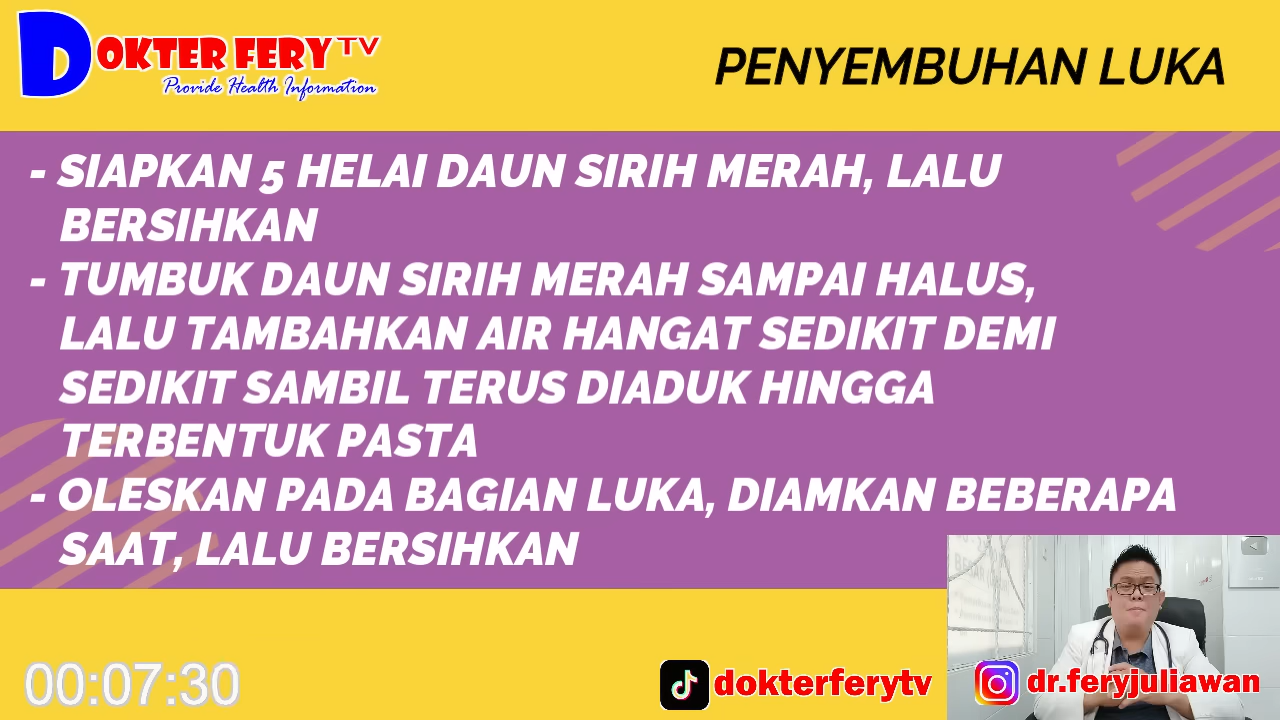 DOKTER FERY TV
Provide Health Information
PENYEMBUHAN LUKA
- SIAPKAN 5 HELAI DAUN SIRIH MERAH, LALU
BERSIHKAN
- TUMBUK DAUN SIRIH MERAH SAMPAI HALUS,
LALU TAMBAHKAN AIR HANGAT SEDIKIT DEMI
SEDIKIT SAMBIL TERUS DIADUK HINGGA
TERBENTUK PASTA
- OLESKAN PADA BAGIAN LUKA, DIAMKAN BEBERAPA
SAAT, LALU BERSIHKAN
00:07:30
dokterferytv
dr.feryjuliawan